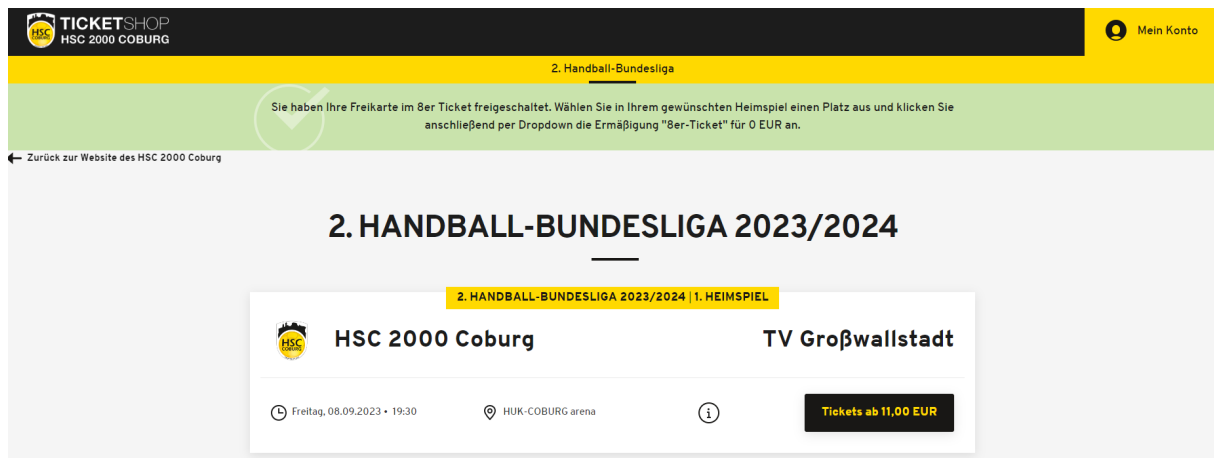 HSC
COBURG
TICKETSHOP
HSC 2000 COBURG
Mein Konto
2. Handball-Bundesliga
Sie haben Ihre Freikarte im 8er Ticket freigeschaltet. Wählen Sie in Ihrem gewünschten Heimspiel einen Platz aus und klicken Sie
anschließend per Dropdown die Ermäßigung "8er-Ticket" für 0 EUR an.
Zurück zur Website des HSC 2000 Coburg
2. HANDBALL-BUNDESLIGA 2023/2024
2. HANDBALL-BUNDESLIGA 2023/2024 | 1. HEIMSPIEL
HSC
COBURG
HSC 2000 Coburg
TV Großwallstadt
Freitag, 08.09.2023 • 19:30
HUK-COBURG arena
Tickets ab 11,00 EUR